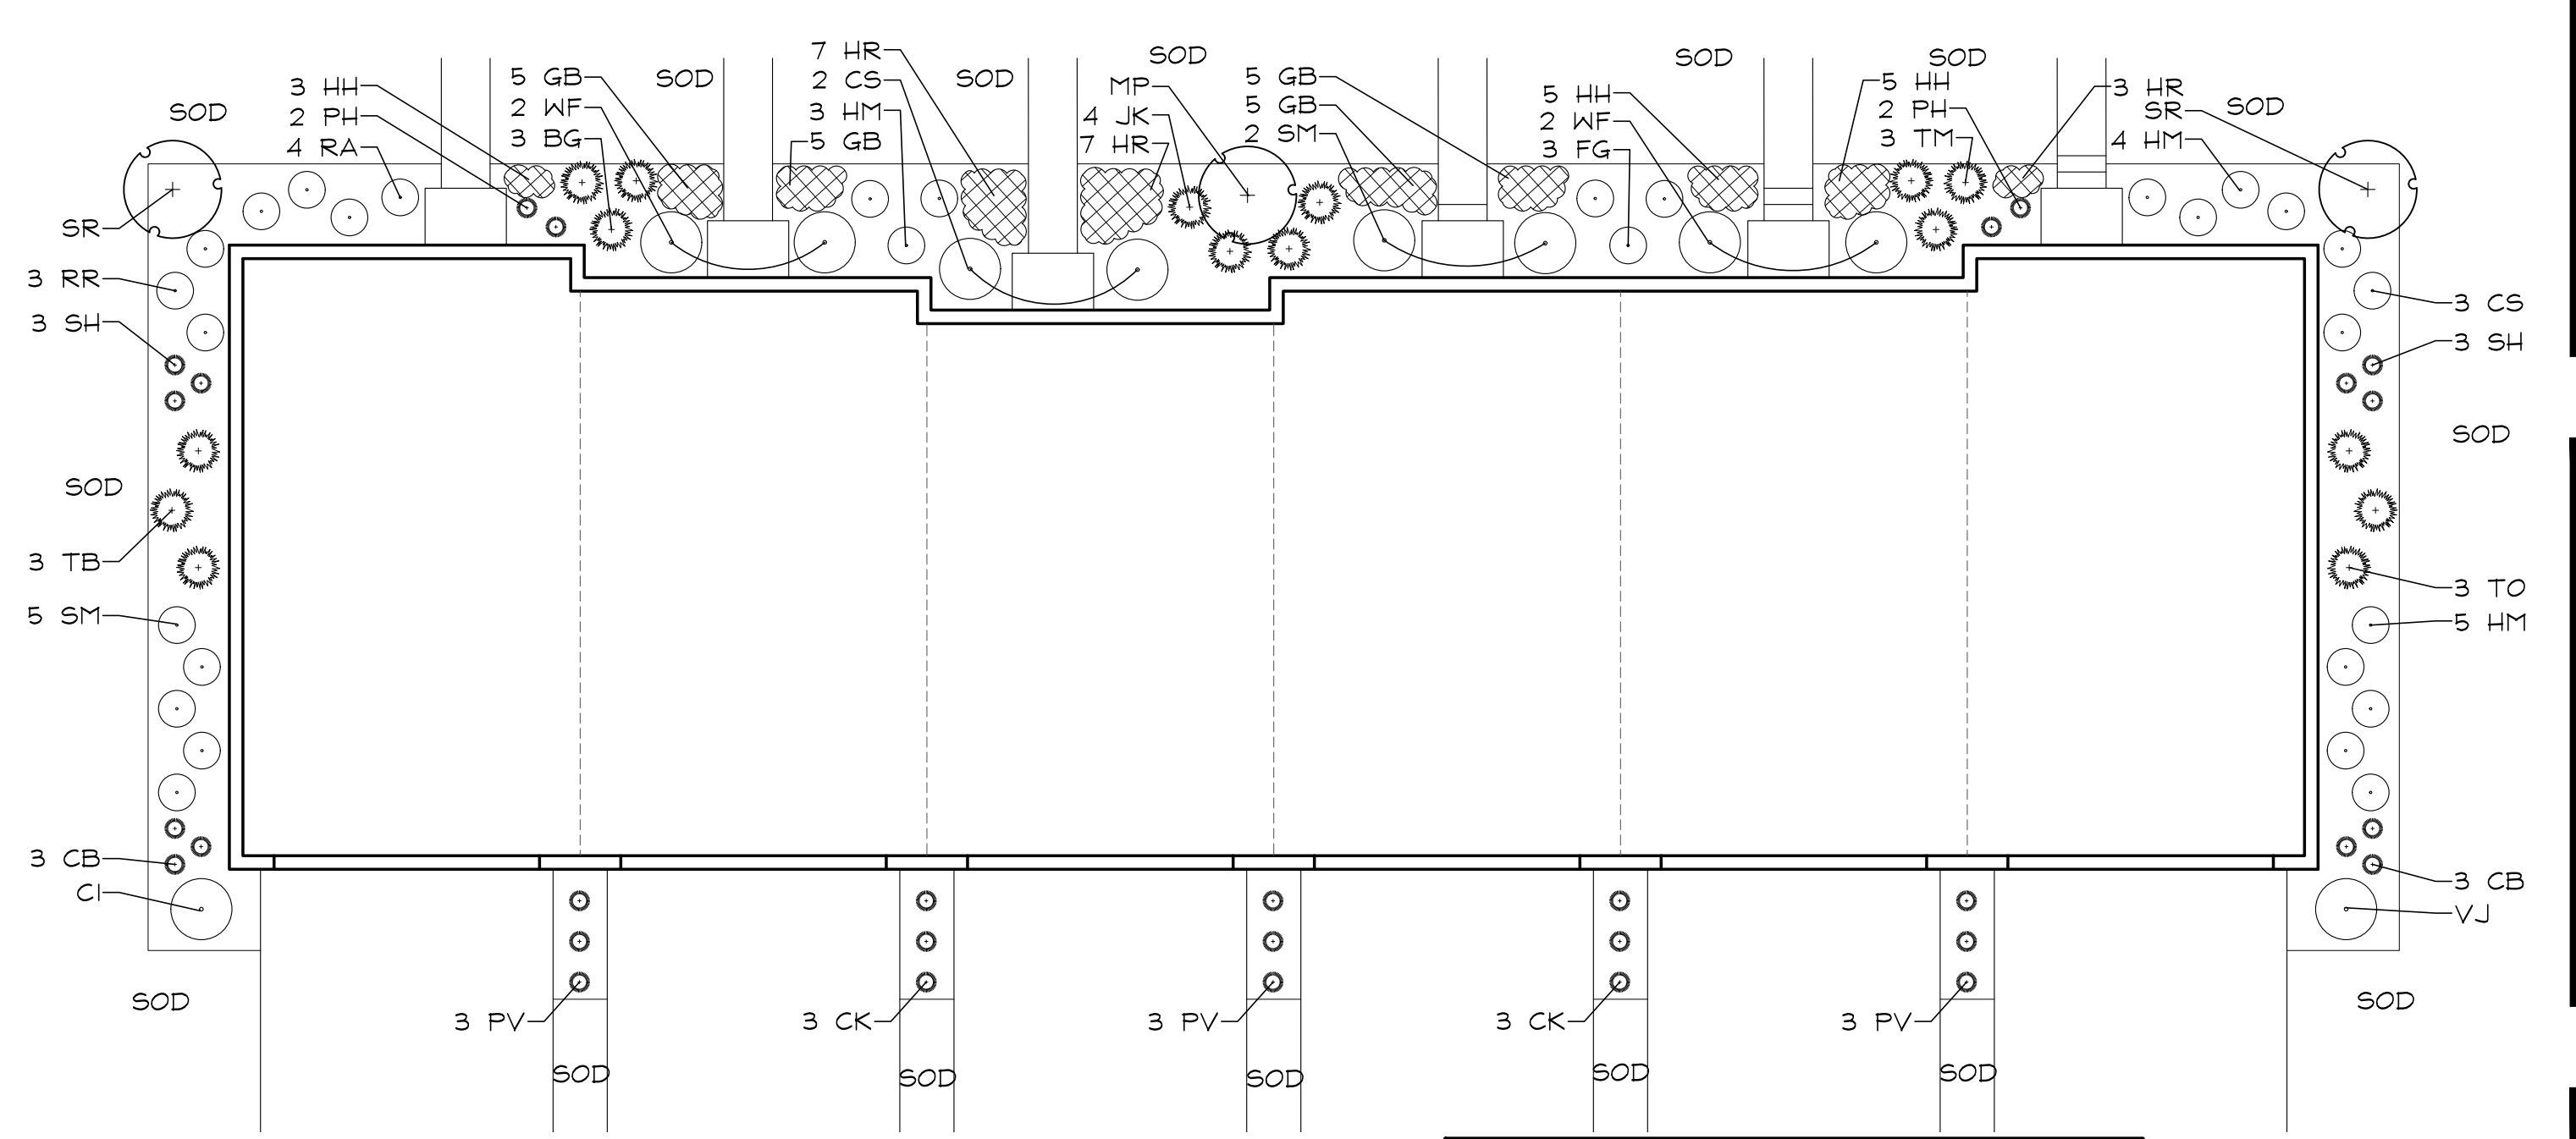 SOD
3 HH
2 PH
4 RA
5 GB
2 WF
3 BG
SOD
7 HR
2 CS
3 HM
5 GB
SOD
SOD
MP
4 JK
7 HR
5 GB
5 GB
2 SM
SOD
5 HH
2 WF
3 FG
SOD
5 HH
2 PH
3 TM
3 HR
SR
4 HM
SOD
SR
3 RR
3 SH
SOD
3 TB
5 SM
3 CB
CI
SOD
3 CS
3 SH
SOD
3 TO
5 HM
3 CB
VJ
SOD
3 PV
3 CK
3 PV
3 CK
3 PV
SOD
SOD
SOD
SOD
SOD